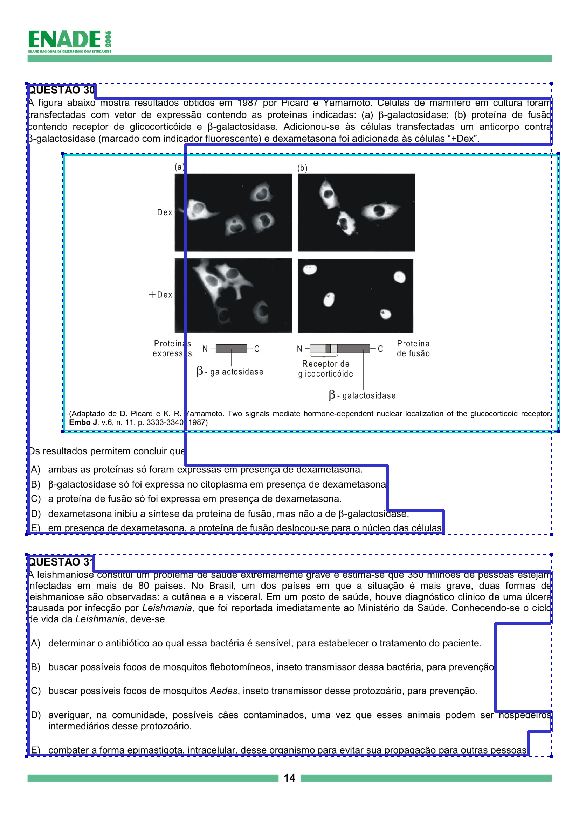 ENADE 2006
EXAME NACIONAL DE DESEMPENHO DOS ESTUDANTES
QUESTÃO 30
A figura abaixo mostra resultados obtidos em 1987 por Picard e Yamamoto. Células de mamífero em cultura foram
transfectadas com vetor de expressão contendo as proteínas indicadas: (a) β-galactosidase; (b) proteína de fusão
contendo receptor de glicocorticóide e β-galactosidase. Adicionou-se às células transfectadas um anticorpo contra
β-galactosidase (marcado com indicador fluorescente) e dexametasona foi adicionada às células "+Dex".
(a) (b)
Dex
+Dex
Proteínas expressas N C β - galactosidase
N C Receptor de glicocorticóide β - galactosidase Proteína de fusão
(Adaptado de D. Picard e K. R. Yamamoto. Two signals mediate hormone-dependent nuclear localization of the glucocorticoid receptor.
Embo J. v.6, n. 11, p. 3333-3340, 1987)
Os resultados permitem concluir que
A) ambas as proteínas só foram expressas em presença de dexametasona.
B) β-galactosidase só foi expressa no citoplasma em presença de dexametasona.
C) a proteína de fusão só foi expressa em presença de dexametasona.
D) dexametasona inibiu a síntese da proteína de fusão, mas não a de β-galactosidase.
E) em presença de dexametasona, a proteína de fusão deslocou-se para o núcleo das células.
QUESTÃO 31
A leishmaniose constitui um problema de saúde extremamente grave e estima-se que 350 milhões de pessoas estejam
infectadas em mais de 80 países. No Brasil, um dos países em que a situação é mais grave, duas formas de
leishmaniose são observadas: a cutânea e a visceral. Em um posto de saúde, houve diagnóstico clínico de uma úlcera
causada por infecção por Leishmania, que foi reportada imediatamente ao Ministério da Saúde. Conhecendo-se o ciclo
de vida da Leishmania, deve-se
A) determinar o antibiótico ao qual essa bactéria é sensível, para estabelecer o tratamento do paciente.
B) buscar possíveis focos de mosquitos flebotomíneos, inseto transmissor dessa bactéria, para prevenção.
C) buscar possíveis focos de mosquitos Aedes, inseto transmissor desse protozoário, para prevenção.
D) averiguar, na comunidade, possíveis cães contaminados, uma vez que esses animais podem ser hospedeiros
intermediários desse protozoário.
E) combater a forma epimastigota, intracelular, desse organismo para evitar sua propagação para outras pessoas.
14